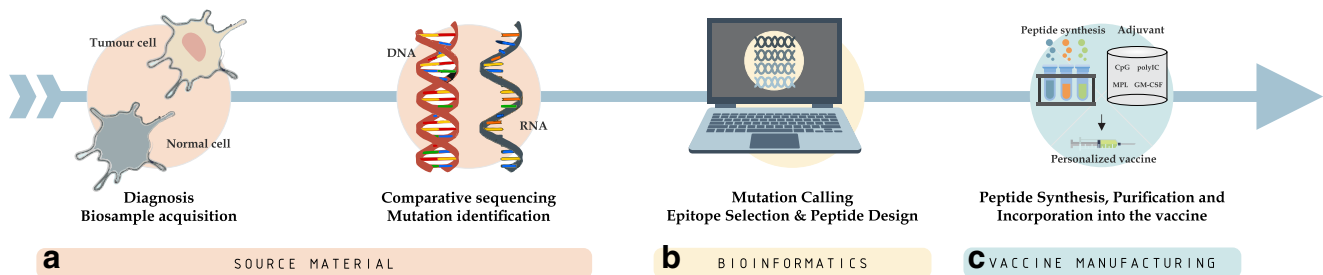 Tumour cell
Normal cell
Diagnosis
Biosample acquisition
DNA
RNA
Comparative sequencing
Mutation identification
Mutation Calling
Epitope Selection & Peptide Design
Peptide synthesis
Adjuvant
CpG polyIC
MPL GM-CSF
Personalized vaccine
Peptide Synthesis, Purification and
Incorporation into the vaccine
a SOURCE MATERIAL
b BIOINFORMATICS
c VACCINE MANUFACTURING